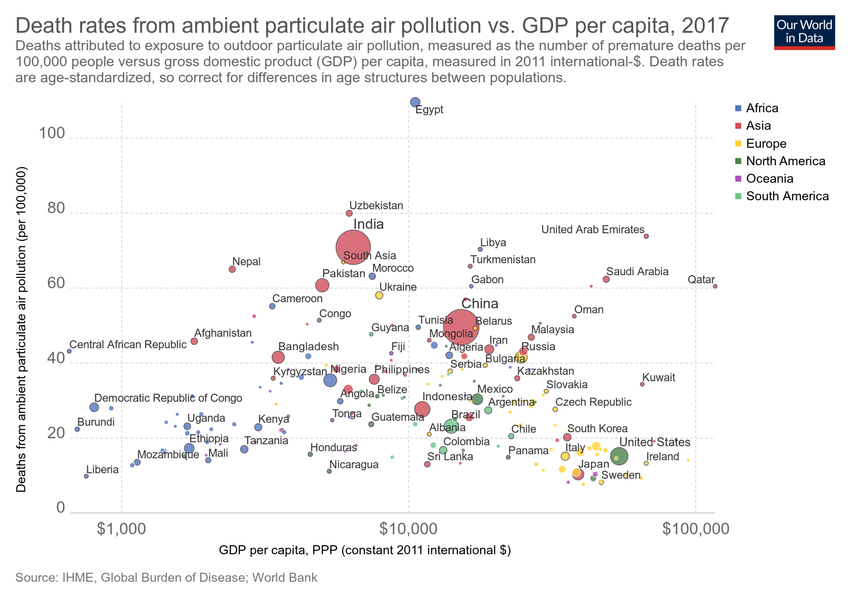 Death rates from ambient particulate air pollution vs. GDP per capita, 2017
Our World
in Data
Deaths attributed to exposure to outdoor particulate air pollution, measured as the number of premature deaths per
100,000 people versus gross domestic product (GDP) per capita, measured in 2011 international-$. Death rates
are age-standardized, so correct for differences in age structures between populations.
Africa
Asia
Europe
North America
Oceania
South America
Deaths from ambient particulate air pollution (per 100,000)
100
80
60
40
20
0
Egypt
Uzbekistan
India
United Arab Emirates
Libya
South Asia
Turkmenistan
Nepal
Morocco
Pakistan
Saudi Arabia
Gabon
Qatar
Ukraine
Cameroon
China
Oman
Congo
Tunisia
Belarus
Guyana
Mongolia
Malaysia
Afghanistan
Central African Republic
Bangladesh
Fiji
Algeria
Iran
Russia
Serbia
Bulgaria
Kyrgyzstan
Nigeria
Philippines
Kazakhstan
Kuwait
Angola
Belize
Mexico
Slovakia
Democratic Republic of Congo
Indonesia
Argentina
Czech Republic
Burundi
Uganda
Kenya
Tonga
Guatemala
Albania
Brazil
Chile
South Korea
Ethiopia
Tanzania
Colombia
United States
Mozambique
Mali
Honduras
Sri Lanka
Panama
Italy
Ireland
Liberia
Nicaragua
Japan
Sweden
$1,000
$10,000
$100,000
GDP per capita, PPP (constant 2011 international $)
Source: IHME, Global Burden of Disease; World Bank